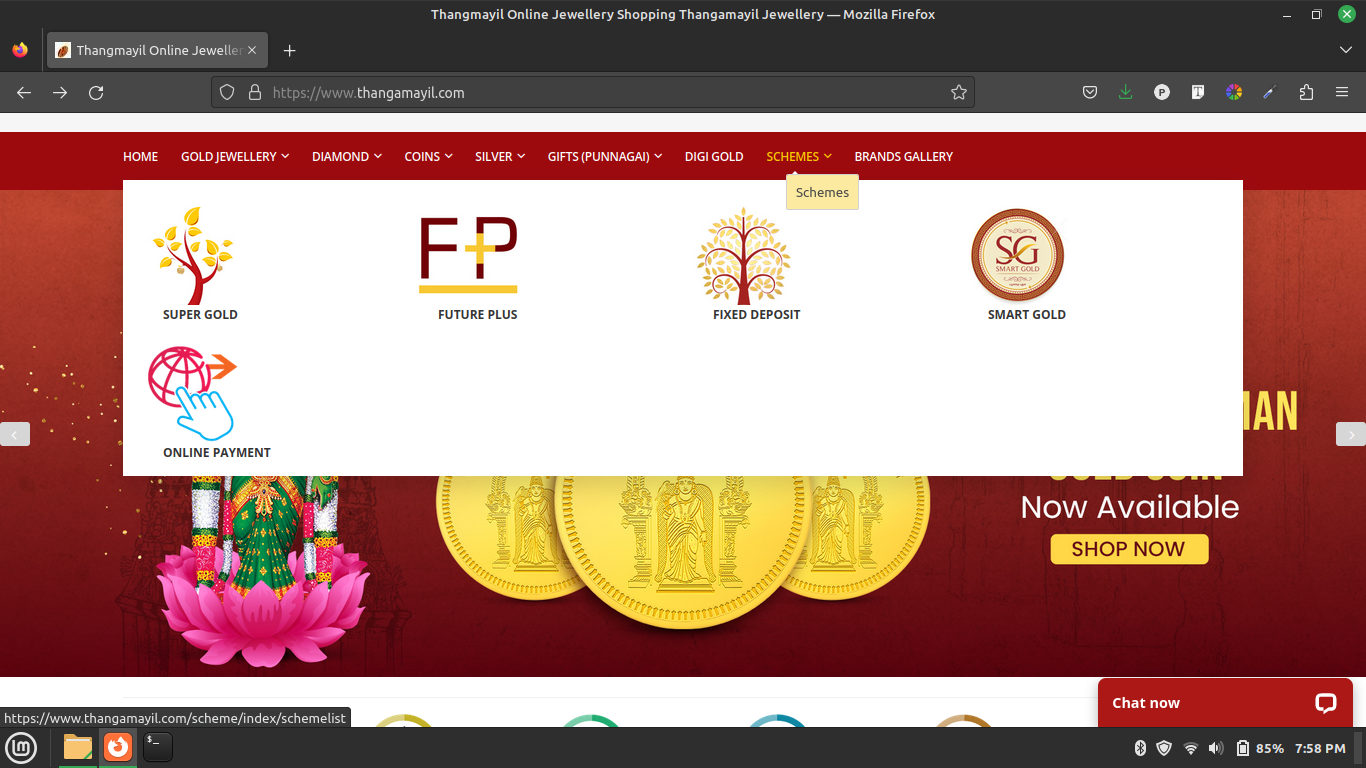 Thangmayil Online Jewellery Shopping Thangamayil Jewellery — Mozilla Firefox
Thangmayil Online Jeweller
https://www.thangamayil.com
HOME GOLD JEWELLERY DIAMOND COINS SILVER GIFTS (PUNNAGAI) DIGI GOLD SCHEMES BRANDS GALLERY
Schemes
F+P
SG
SMART GOLD
SUPER GOLD FUTURE PLUS FIXED DEPOSIT SMART GOLD
ONLINE PAYMENT
MAN
Now Available
SHOP NOW
Chat now
https://www.thangamayil.com/scheme/index/schemelist
85% 7:58 PM